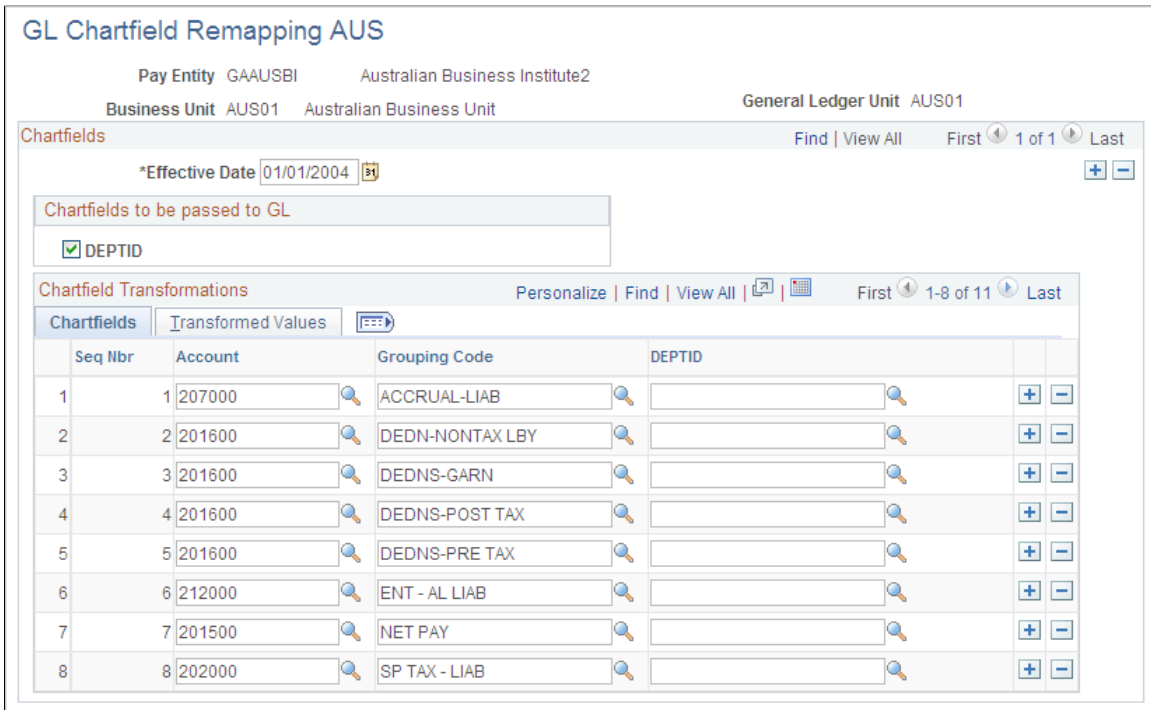 GL Chartfield Remapping AUS
Pay Entity GAAUSBI Australian Business Institute2
Business Unit AUS01 Australian Business Unit General Ledger Unit AUS01
Chartfields Find | View All First 1 of 1 Last
*Effective Date 01/01/2004 31
Chartfields to be passed to GL
DEPTID
Chartfield Transformations Personalize | Find | View All | | First 1-8 of 11 Last
Chartfields Transformed Values
Seq Nbr Account Grouping Code DEPTID
1 1 207000 ACCRUAL-LIAB
2 2 201600 DEDN-NONTAX LBY
3 3 201600 DEDNS-GARN
4 4 201600 DEDNS-POST TAX
5 5 201600 DEDNS-PRE TAX
6 6 212000 ENT - AL LIAB
7 7 201500 NET PAY
8 8 202000 SP TAX - LIAB